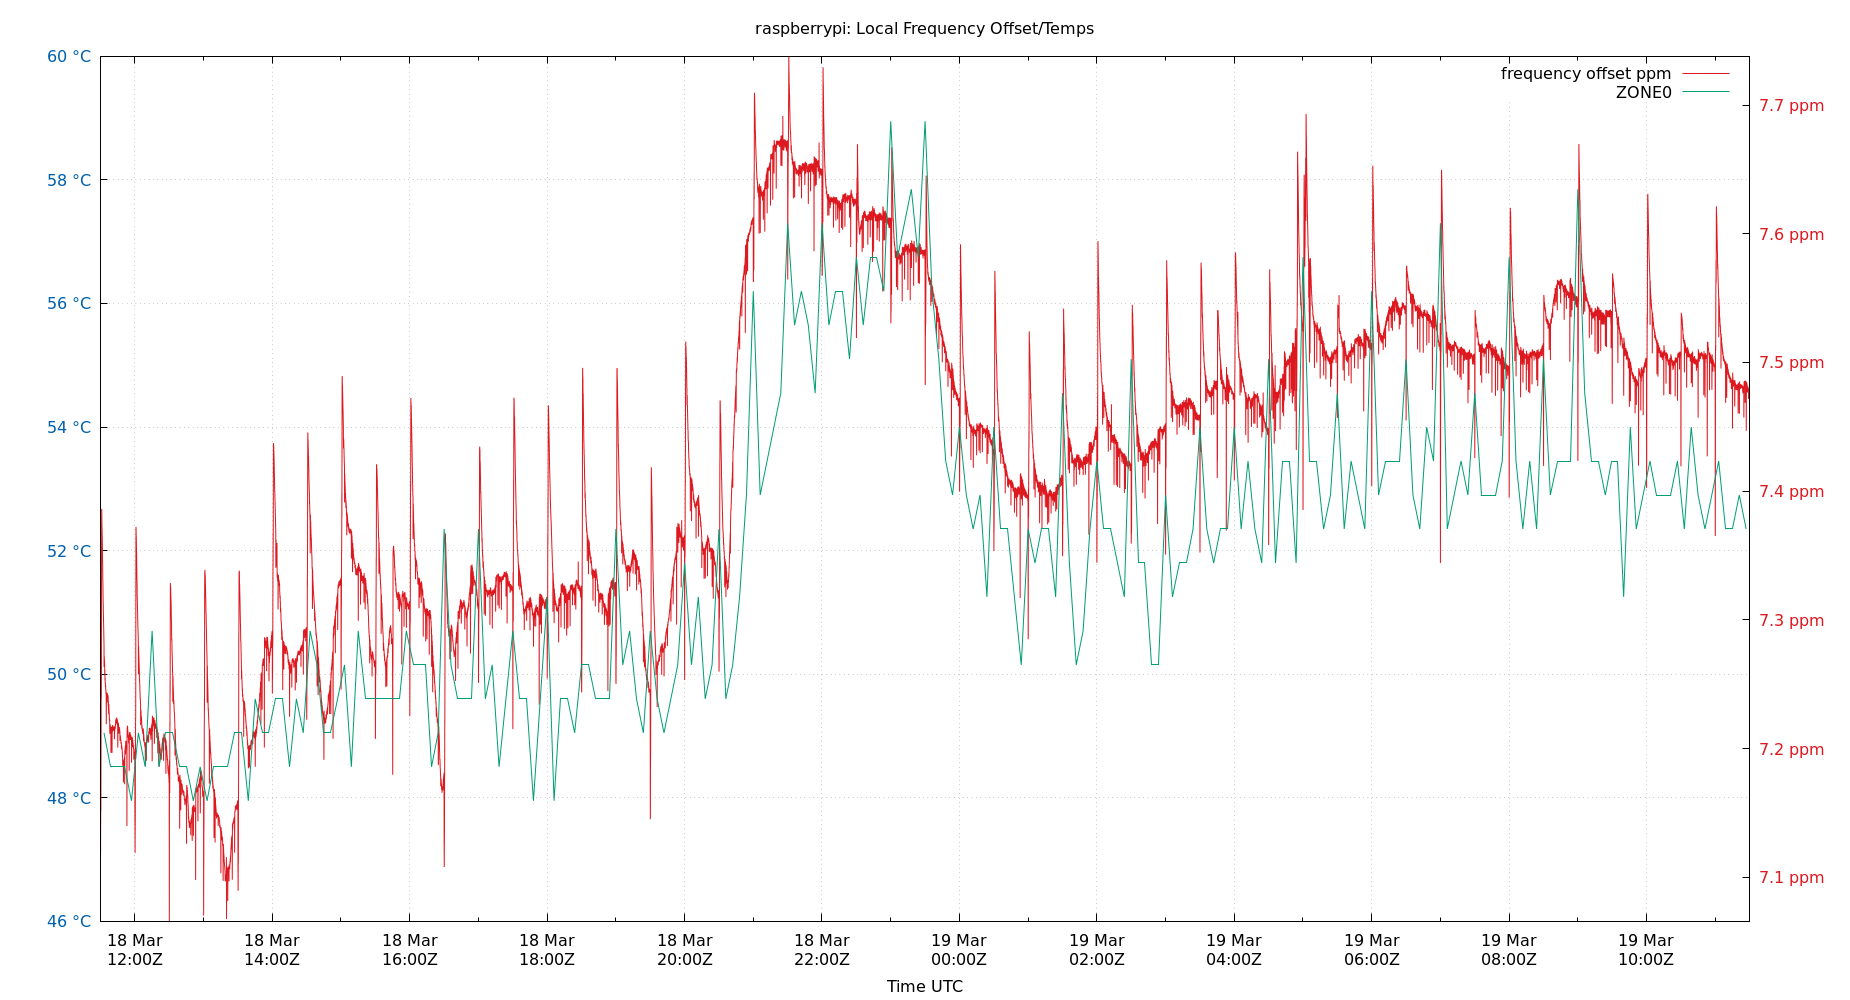 raspberrypi: Local Frequency Offset/Temps
frequency offset ppm
ZONE0
60 °C
58 °C
56 °C
54 °C
52 °C
50 °C
48 °C
46 °C
7.7 ppm
7.6 ppm
7.5 ppm
7.4 ppm
7.3 ppm
7.2 ppm
7.1 ppm
18 Mar
12:00Z
18 Mar
14:00Z
18 Mar
16:00Z
18 Mar
18:00Z
18 Mar
20:00Z
18 Mar
22:00Z
19 Mar
00:00Z
19 Mar
02:00Z
19 Mar
04:00Z
19 Mar
06:00Z
19 Mar
08:00Z
19 Mar
10:00Z
Time UTC